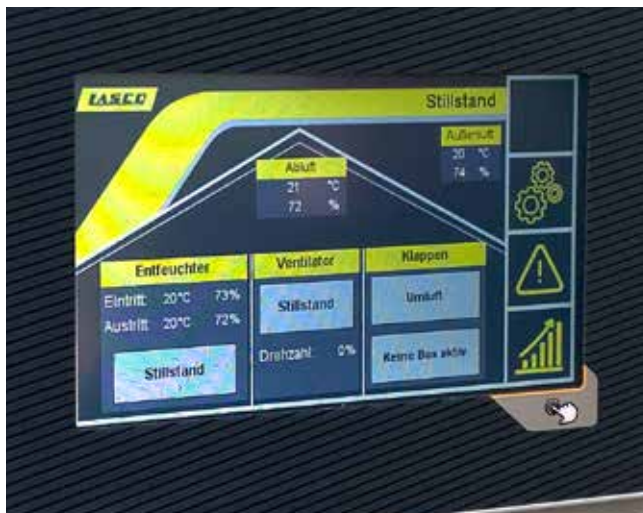 LASCO
Stillstand
Außenluft
20 °C
74 %
Abluft
21 °C
72 %
Entfeuchter
Eintritt: 20°C 73%
Austritt: 20°C 72%
Stillstand
Ventilator
Stillstand
Drehzahl: 0%
Klappen
Umluft
Keine Box aktiv